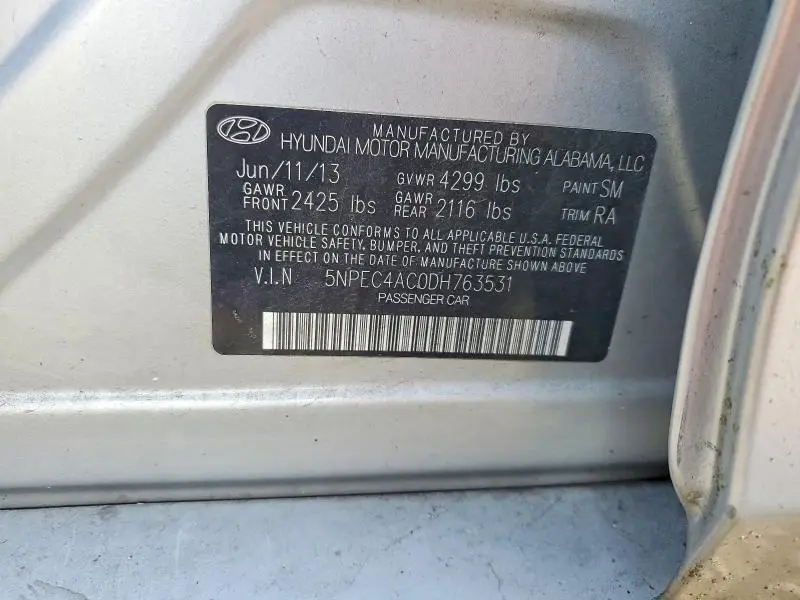 MANUFACTURED BY
HYUNDAI MOTOR MANUFACTURING ALABAMA, LLC
Jun/11/13 GVWR 4299 lbs PAINT SM
GAWR FRONT 2425 lbs GAWR REAR 2116 lbs TRIM RA
THIS VEHICLE CONFORMS TO APPLICABLE U.S.A. FEDERAL
MOTOR VEHICLE SAFETY, BUMPER, AND THEFT PREVENTION STANDARDS
IN EFFECT ON THE DATE OF MANUFACTURE SHOWN ABOVE
V.I.N 5NPEC4AC0DH763531
PASSENGER CAR